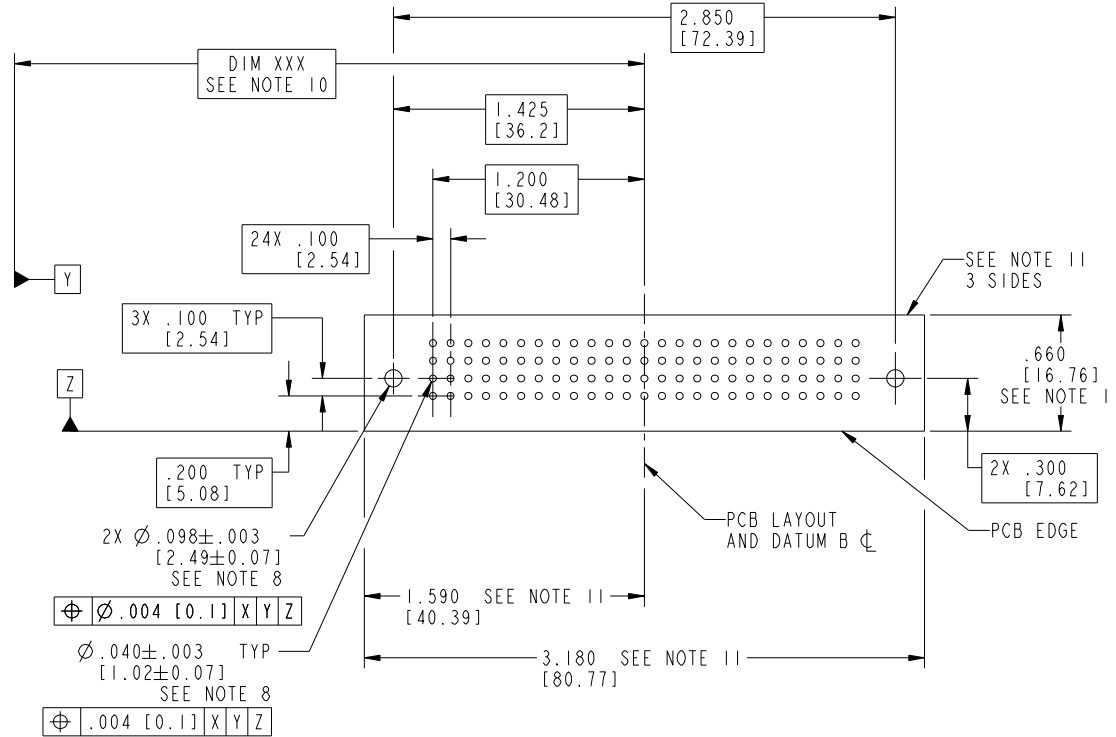 2.850
[72.39]
DIM XXX
SEE NOTE 10
1.425
[36.2]
1.200
[30.48]
24X .100
[2.54]
Y
SEE NOTE 11
3 SIDES
3X .100 TYP
[2.54]
.660
[16.76]
SEE NOTE 1
Z
.200 TYP
[5.08]
2X .300
[7.62]
PCB LAYOUT
AND DATUM B ℄
PCB EDGE
2X Ø.098±.003
[2.49±0.07]
SEE NOTE 8
⌖ Ø.004 [0.1] X Y Z
1.590 SEE NOTE 11
[40.39]
Ø.040±.003 TYP
[1.02±0.07]
SEE NOTE 8
⌖ .004 [0.1] X Y Z
3.180 SEE NOTE 11
[80.77]